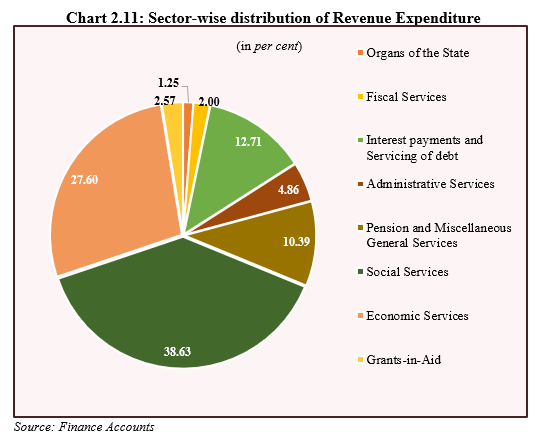 Chart 2.11: Sector-wise distribution of Revenue Expenditure
(in per cent)
1.25
2.57
2.00
12.71
4.86
10.39
38.63
27.60
Organs of the State
Fiscal Services
Interest payments and
Servicing of debt
Administrative Services
Pension and Miscellaneous
General Services
Social Services
Economic Services
Grants-in-Aid
Source: Finance Accounts